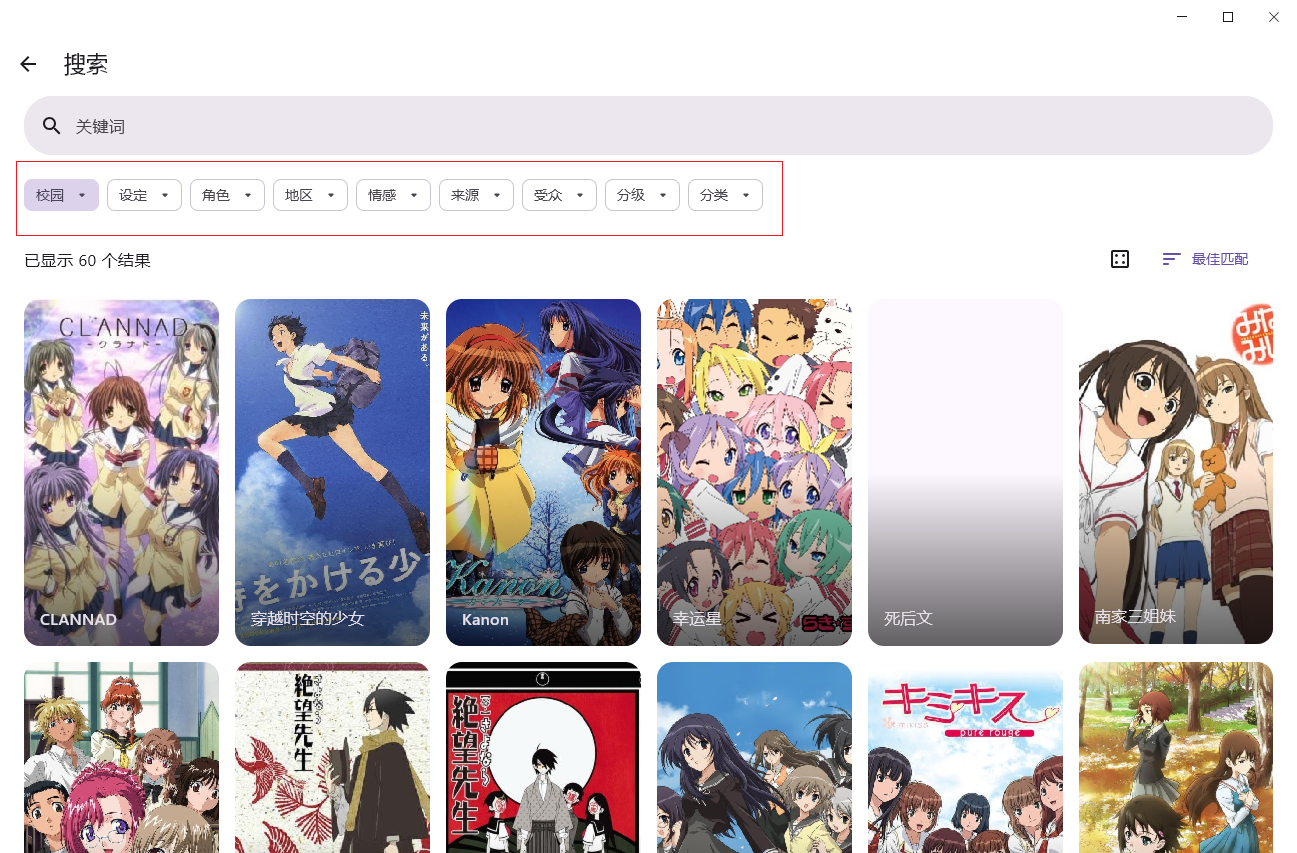 搜索
关键词
校园 设定 角色 地区 情感 来源 受众 分级 分类
已显示 60 个结果
最佳匹配
CLANNAD
-クラナド-
未来がある。
時をかける少女
Kanon
らき☆す
CLANNAD
穿越时空的少女
Kanon
幸运星
死后文
南家三姐妹
絶望先生
絶望先生
キミキス
kimikiss
pure rouge